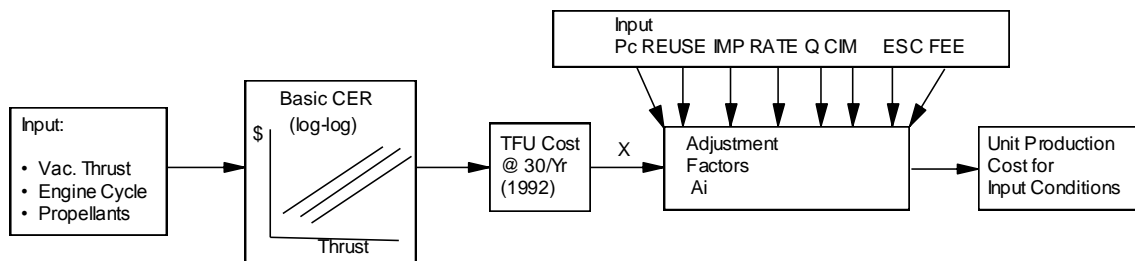 Input
Pc REUSE IMP RATE Q CIM ESC FEE
Input:
• Vac. Thrust
• Engine Cycle
• Propellants
Basic CER
(log-log)
$
Thrust
TFU Cost
@ 30/Yr
(1992)
X
Adjustment
Factors
Ai
Unit Production
Cost for
Input Conditions